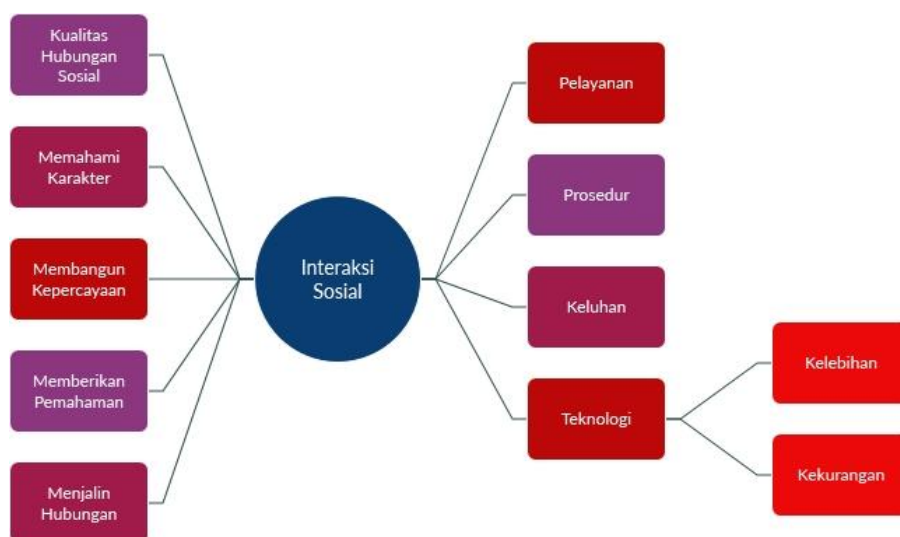 Kualitas
Hubungan
Sosial
Memahami
Karakter
Membangun
Kepercayaan
Memberikan
Pemahaman
Menjalin
Hubungan
Interaksi
Sosial
Pelayanan
Prosedur
Keluhan
Teknologi
Kelebihan
Kekurangan